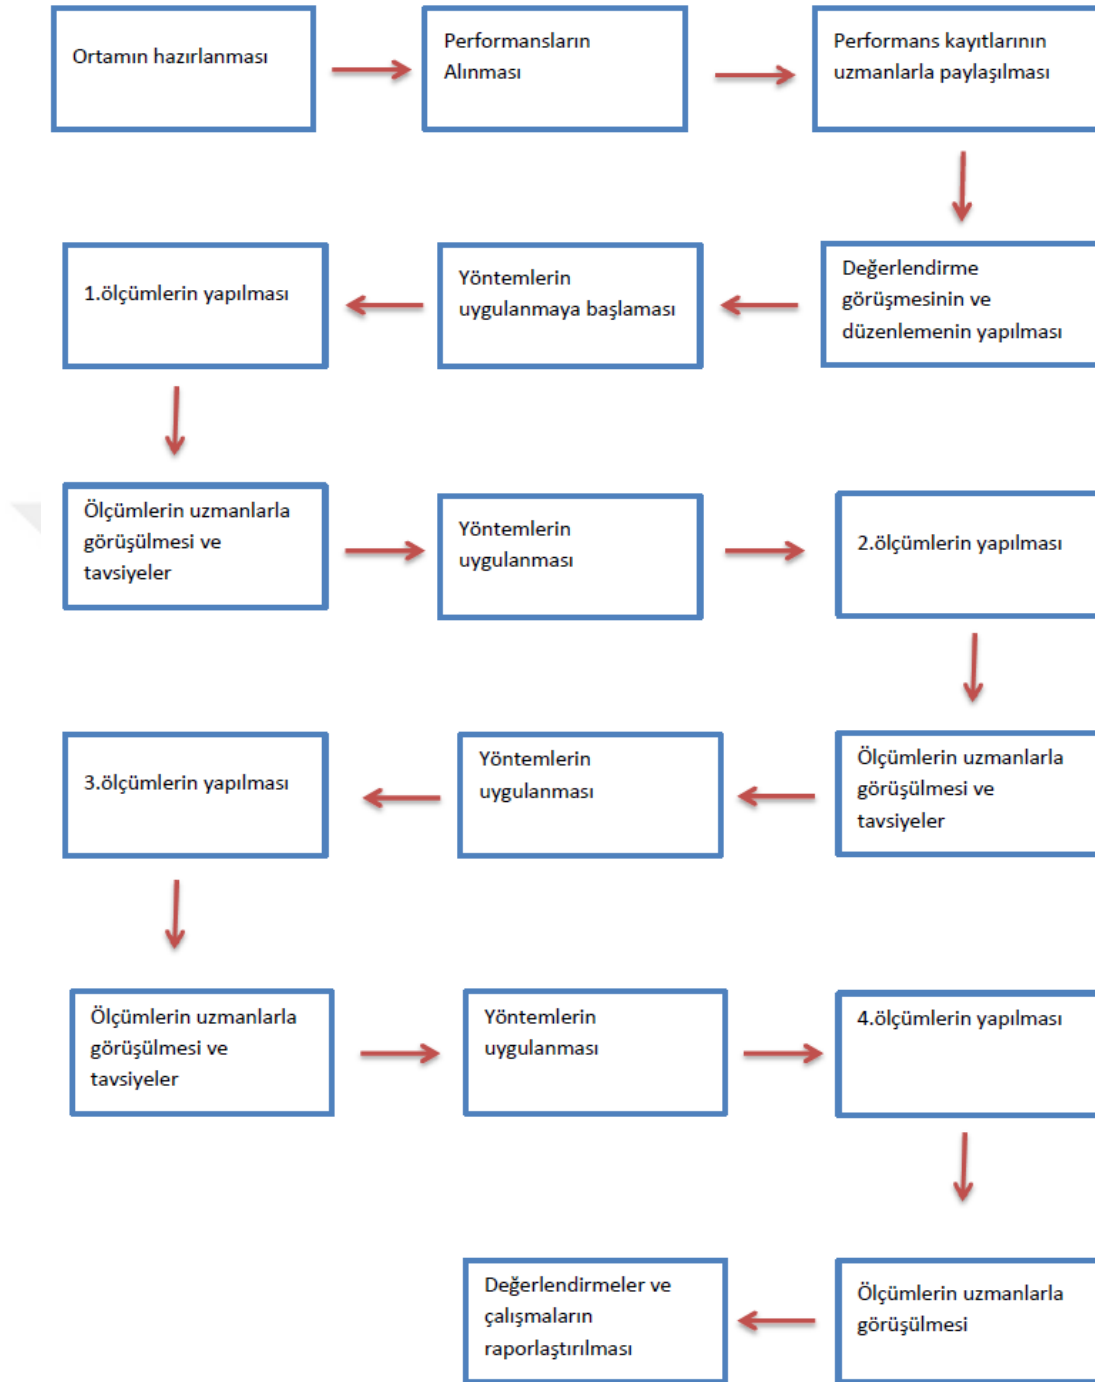 Ortamın hazırlanması
Performansların
Alınması
Performans kayıtlarının
uzmanlarla paylaşılması
Değerlendirme
görüşmesinin ve
düzenlemenin yapılması
Yöntemlerin
uygulanmaya başlaması
1.ölçümlerin yapılması
Ölçümlerin uzmanlarla
görüşülmesi ve
tavsiyeler
Yöntemlerin
uygulanması
2.ölçümlerin yapılması
Ölçümlerin uzmanlarla
görüşülmesi ve
tavsiyeler
Yöntemlerin
uygulanması
3.ölçümlerin yapılması
Ölçümlerin uzmanlarla
görüşülmesi ve
tavsiyeler
Yöntemlerin
uygulanması
4.ölçümlerin yapılması
Ölçümlerin uzmanlarla
görüşülmesi
Değerlendirmeler ve
çalışmaların
raporlaştırılması